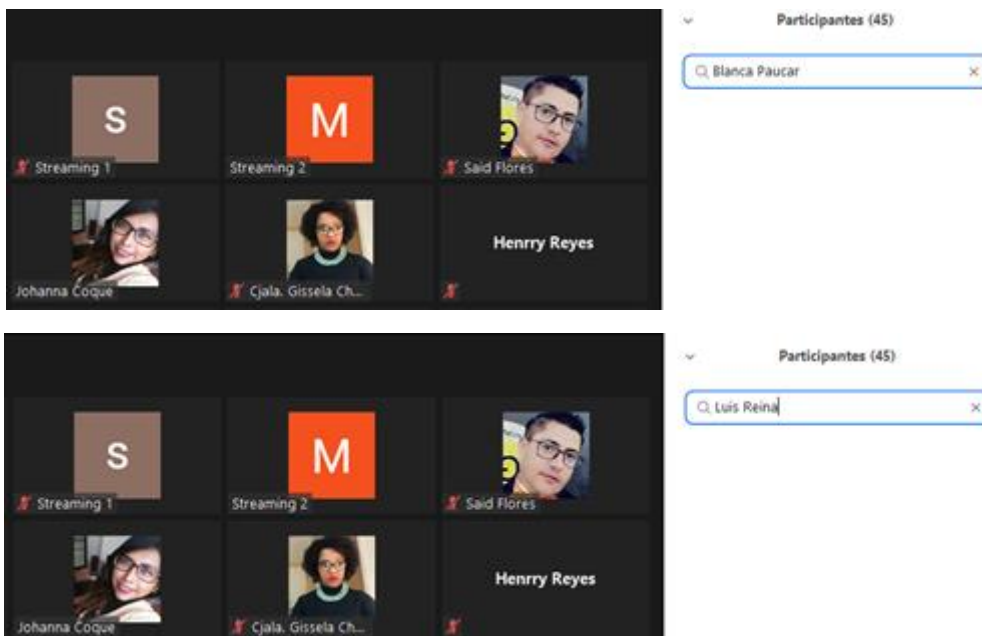 Participantes (45)
Blanca Paucar
S
M
Streaming 1
Streaming 2
Said Flores
Henrry Reyes
Johanna Coque
Cjala. Gissela Ch...
Participantes (45)
Luis Reina
S
M
Streaming 1
Streaming 2
Said Flores
Henrry Reyes
Johanna Coque
Cjala. Gissela Ch...